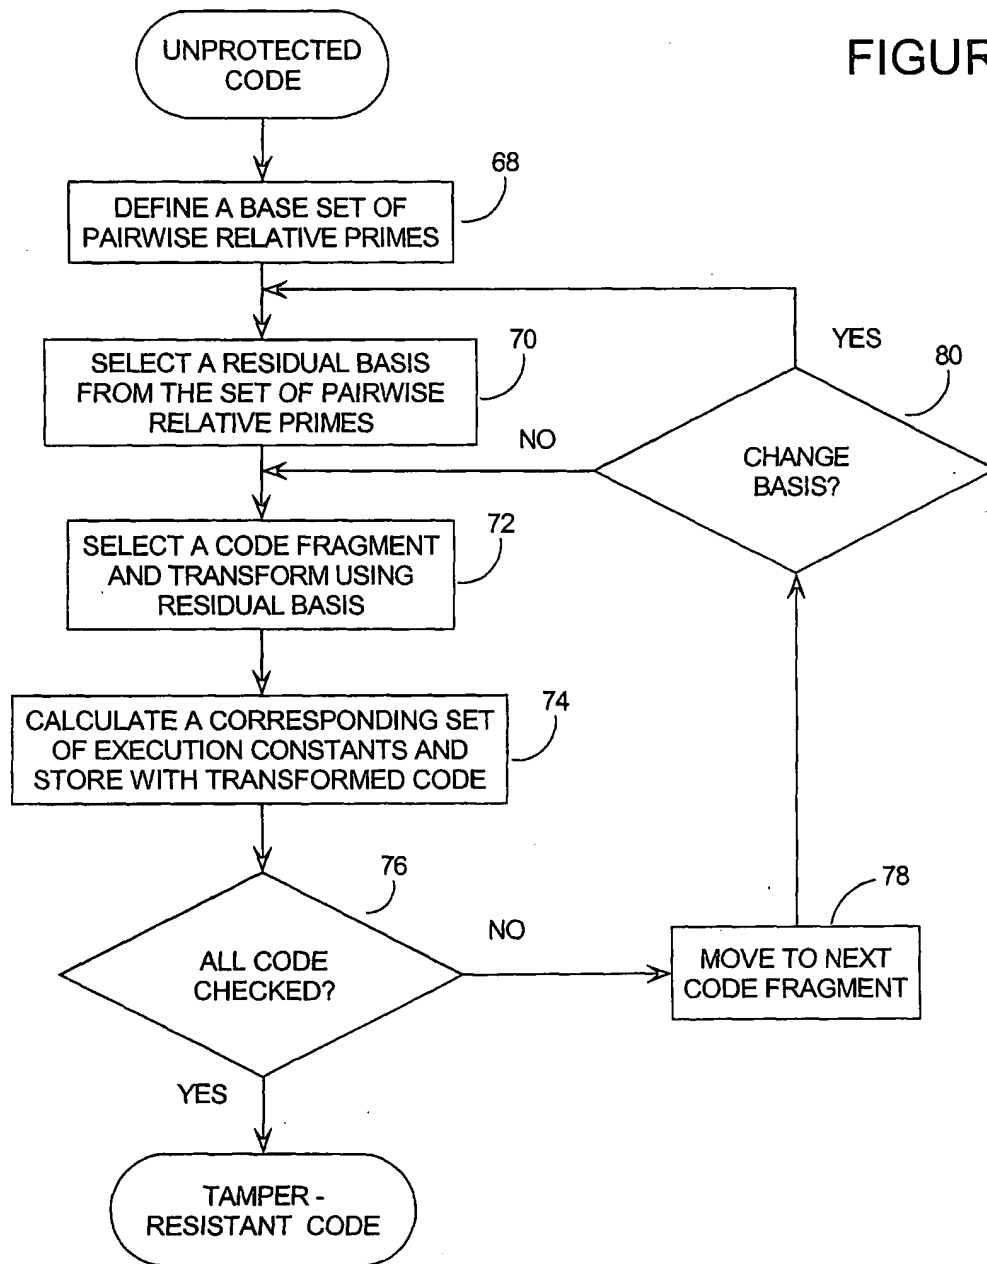 UNPROTECTED
CODE
FIGUR
68
DEFINE A BASE SET OF
PAIRWISE RELATIVE PRIMES
YES
70
80
SELECT A RESIDUAL BASIS
FROM THE SET OF PAIRWISE
RELATIVE PRIMES
NO
CHANGE
BASIS?
72
SELECT A CODE FRAGMENT
AND TRANSFORM USING
RESIDUAL BASIS
74
CALCULATE A CORRESPONDING SET
OF EXECUTION CONSTANTS AND
STORE WITH TRANSFORMED CODE
76
78
NO
ALL CODE
CHECKED?
MOVE TO NEXT
CODE FRAGMENT
YES
TAMPER -
RESISTANT CODE